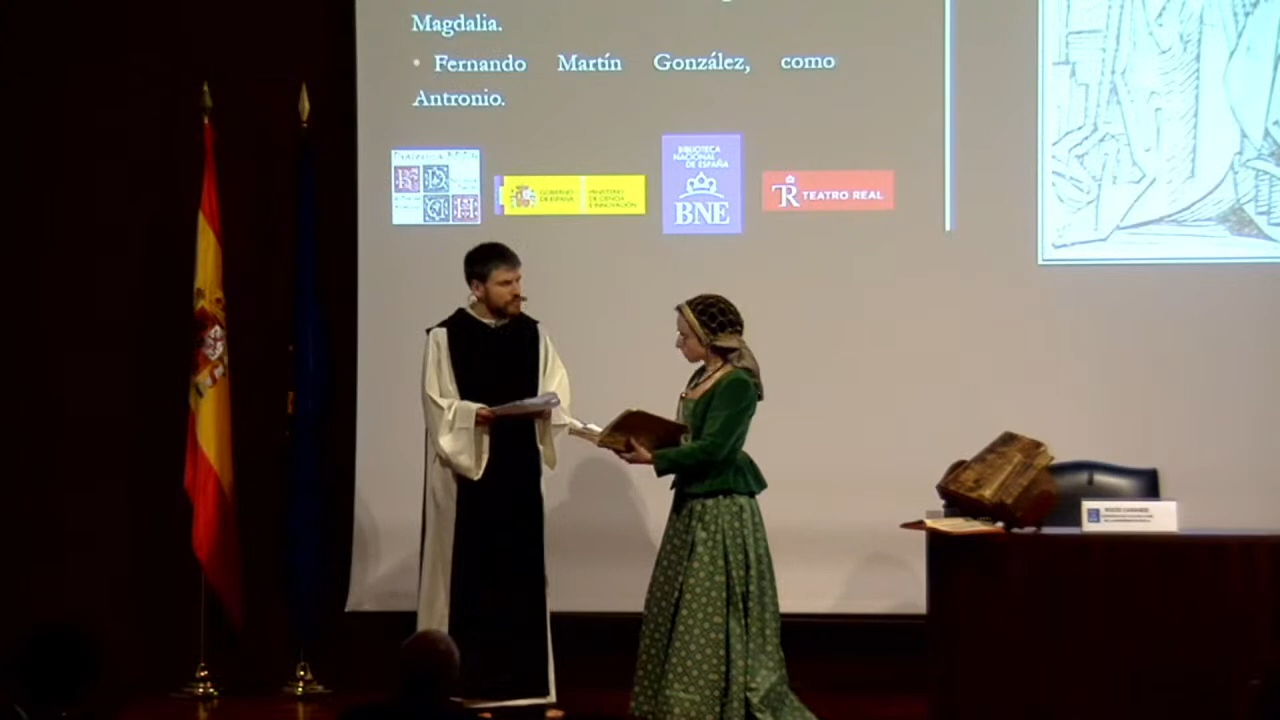 Magdalia.
• Fernando Martín González, como
Antronio.
GOBIERNO
DE ESPAÑA
MINISTERIO
DE CIENCIA
E INNOVACIÓN
BIBLIOTECA
NACIONAL
DE ESPAÑA
BNE
TR TEATRO REAL